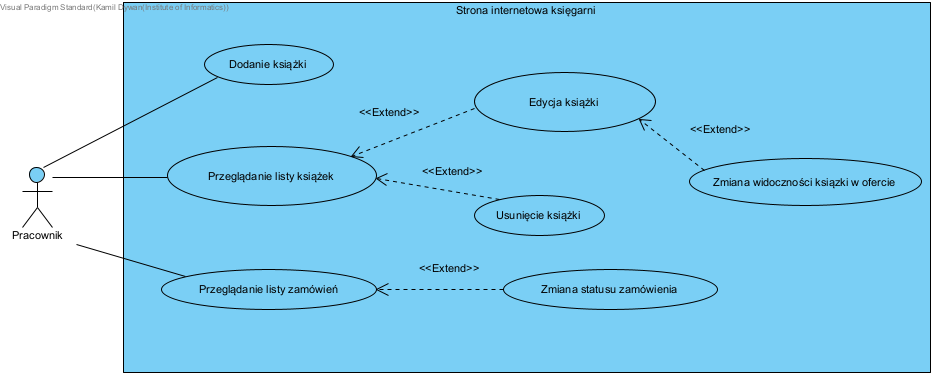 Visual Paradigm Standard(Kamil Dywan(Institute of Informatics))
Strona internetowa księgarni
Dodanie książki
<<Extend>>
Edycja książki
<<Extend>>
Przeglądanie listy książek
<<Extend>>
Zmiana widoczności książki w ofercie
Usunięcie książki
Pracownik
<<Extend>>
Przeglądanie listy zamówień
Zmiana statusu zamówienia